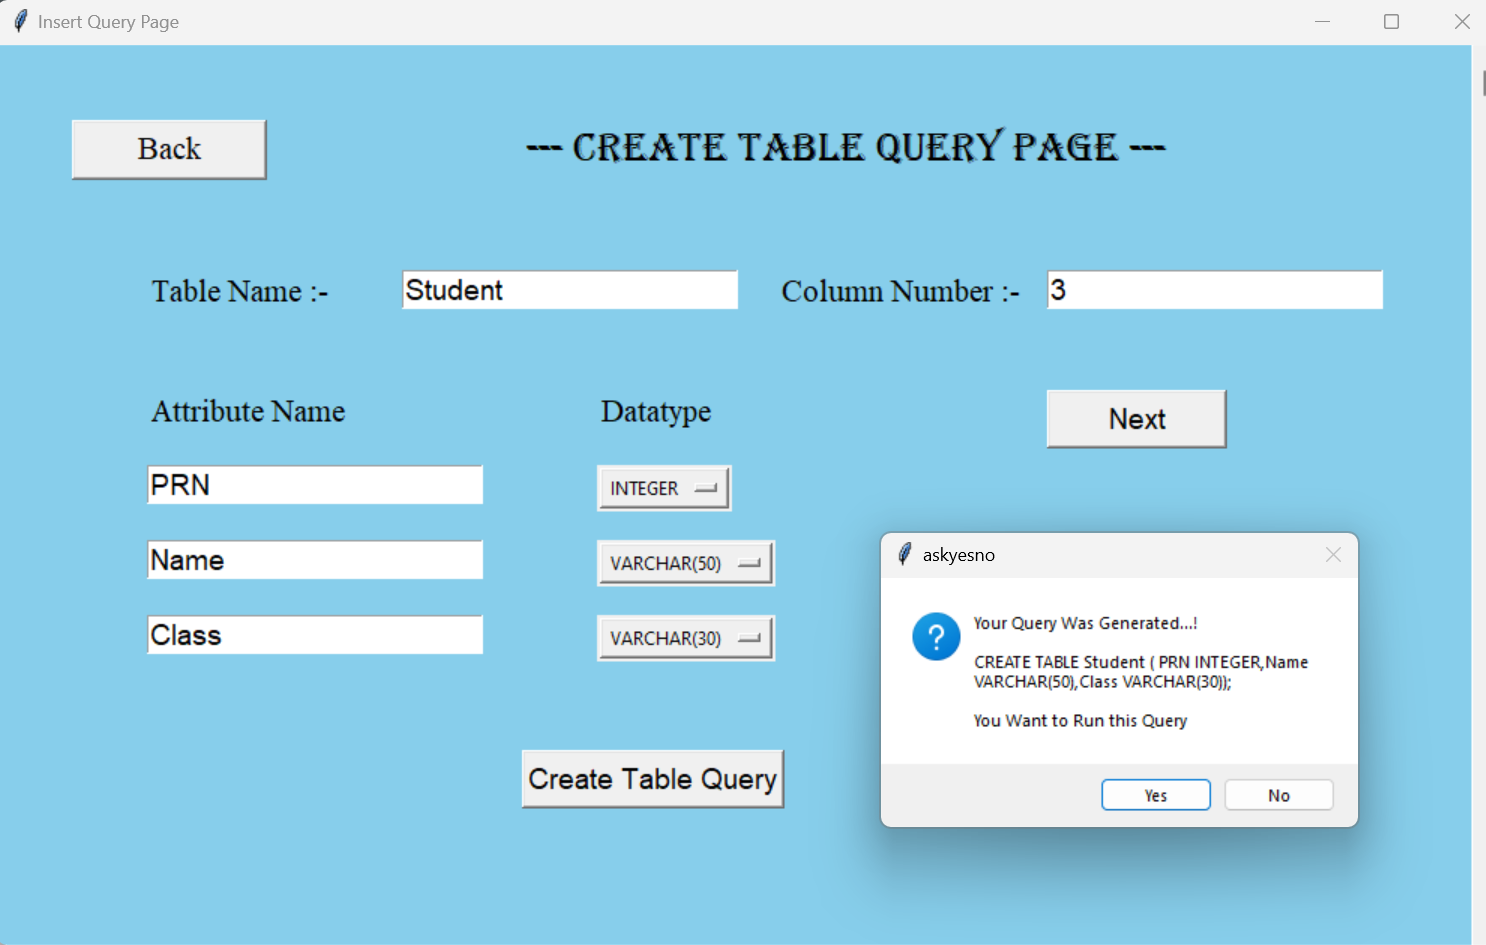 Insert Query Page
Back
--- CREATE TABLE QUERY PAGE ---
Table Name :-
Student
Column Number :-
3
Attribute Name
Datatype
Next
PRN
INTEGER
Name
VARCHAR(50)
Class
VARCHAR(30)
Create Table Query
askyesno
Your Query Was Generated...!
CREATE TABLE Student ( PRN INTEGER,Name
VARCHAR(50),Class VARCHAR(30));
You Want to Run this Query
Yes
No